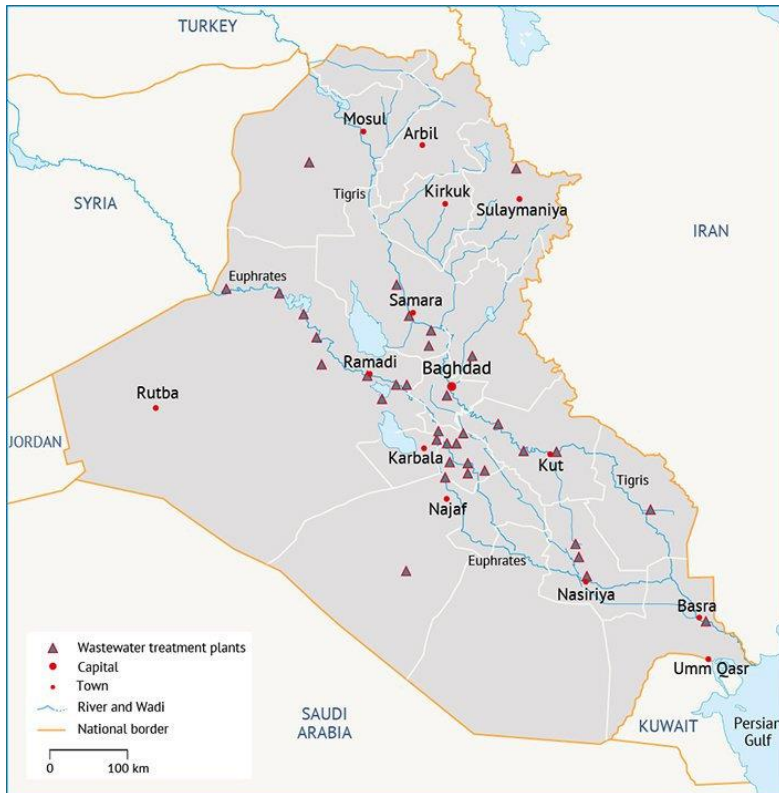 TURKEY
Mosul
Arbil
Tigris
Kirkuk
Sulaymaniya
SYRIA
IRAN
Euphrates
Samara
Ramadi
Baghdad
Rutba
JORDAN
Karbala
Kut
Tigris
Najaf
Euphrates
Nasiriya
Basra
Umm Qasr
Wastewater treatment plants
Capital
Town
River and Wadi
National border
0 100 km
SAUDI
ARABIA
KUWAIT
Persian
Gulf